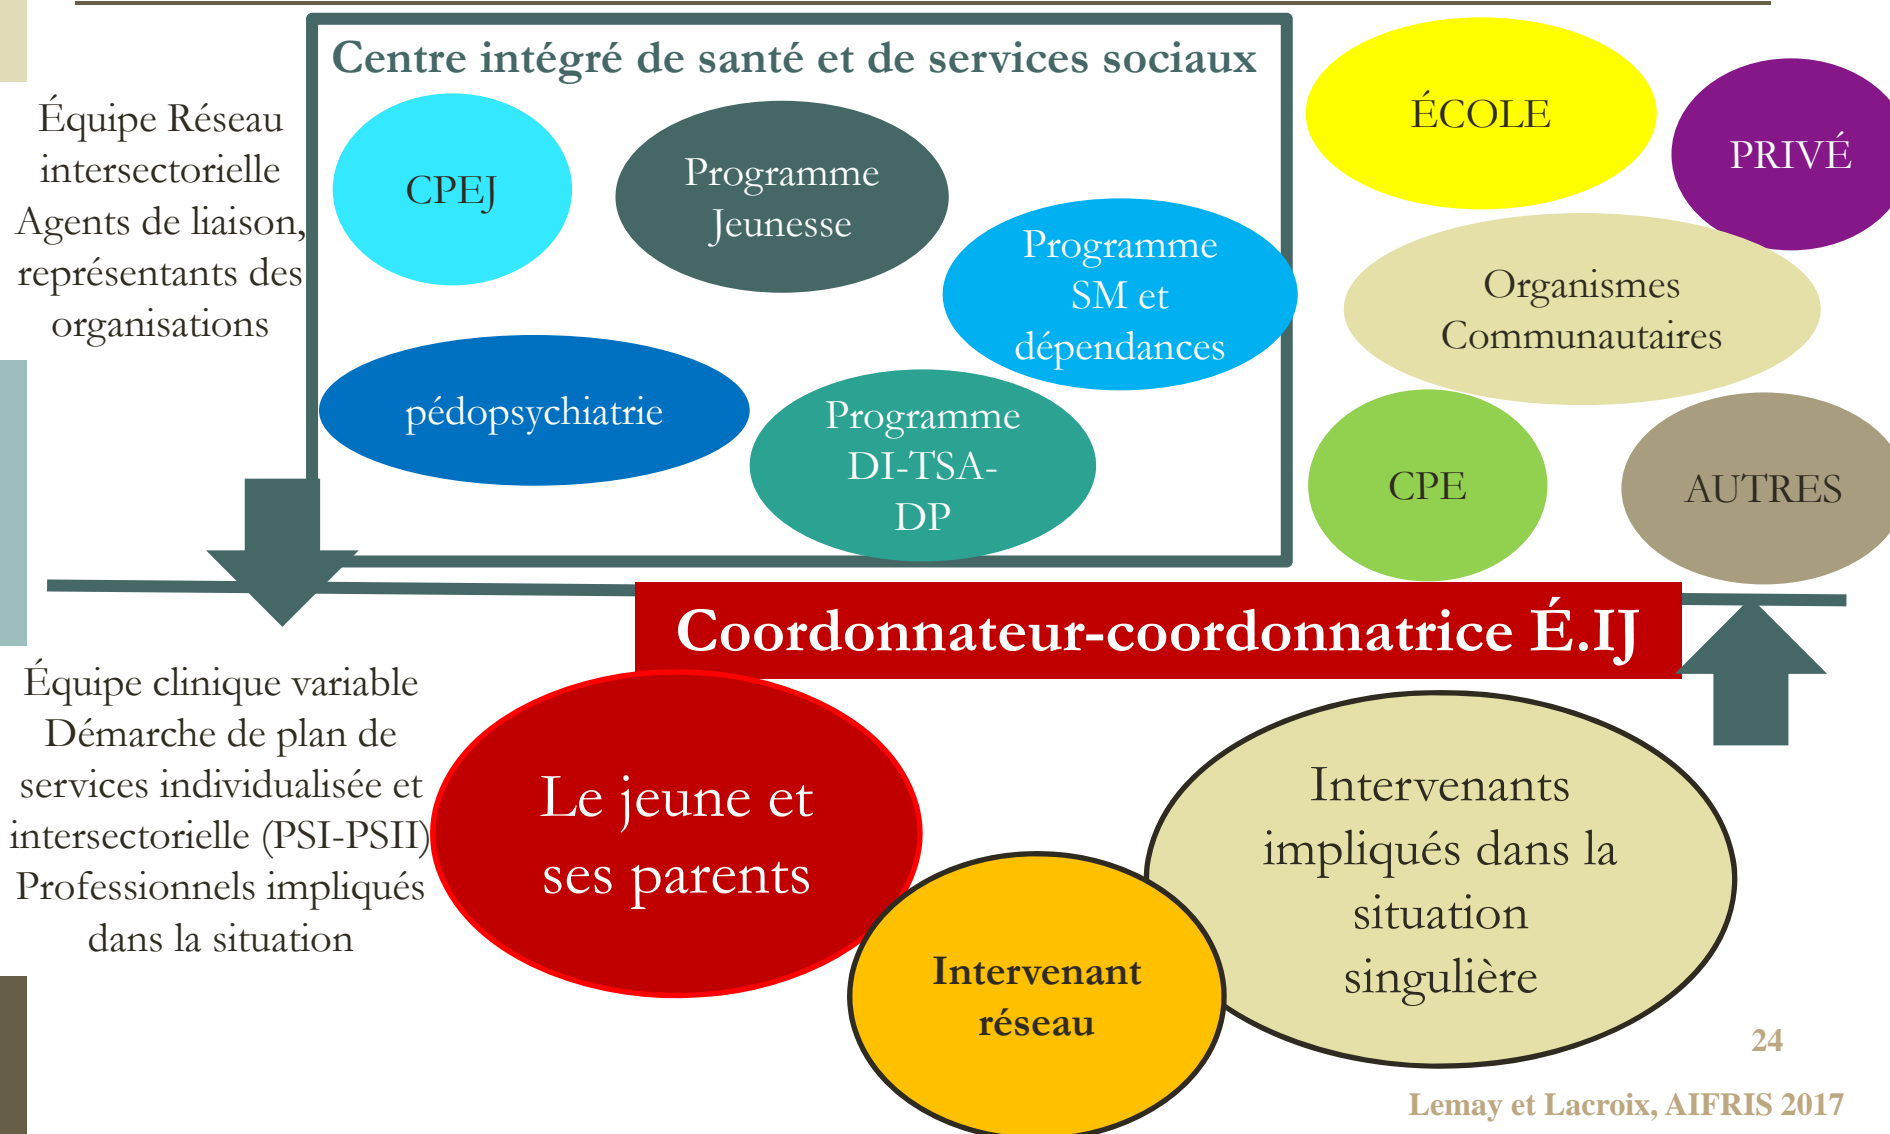 Centre intégré de santé et de services sociaux
Équipe Réseau
intersectorielle
Agents de liaison,
représentants des
organisations
CPEJ
Programme
Jeunesse
Programme
SM et
dépendances
pédopsychiatrie
Programme
DI-TSA-
DP
ÉCOLE
PRIVÉ
Organismes
Communautaires
CPE
AUTRES
Coordonnateur-coordonnatrice É.IJ
Équipe clinique variable
Démarche de plan de
services individualisée et
intersectorielle (PSI-PSII)
Professionnels impliqués
dans la situation
Le jeune et
ses parents
Intervenant
réseau
Intervenants
impliqués dans la
situation
singulière
24
Lemay et Lacroix, AIFRIS 2017